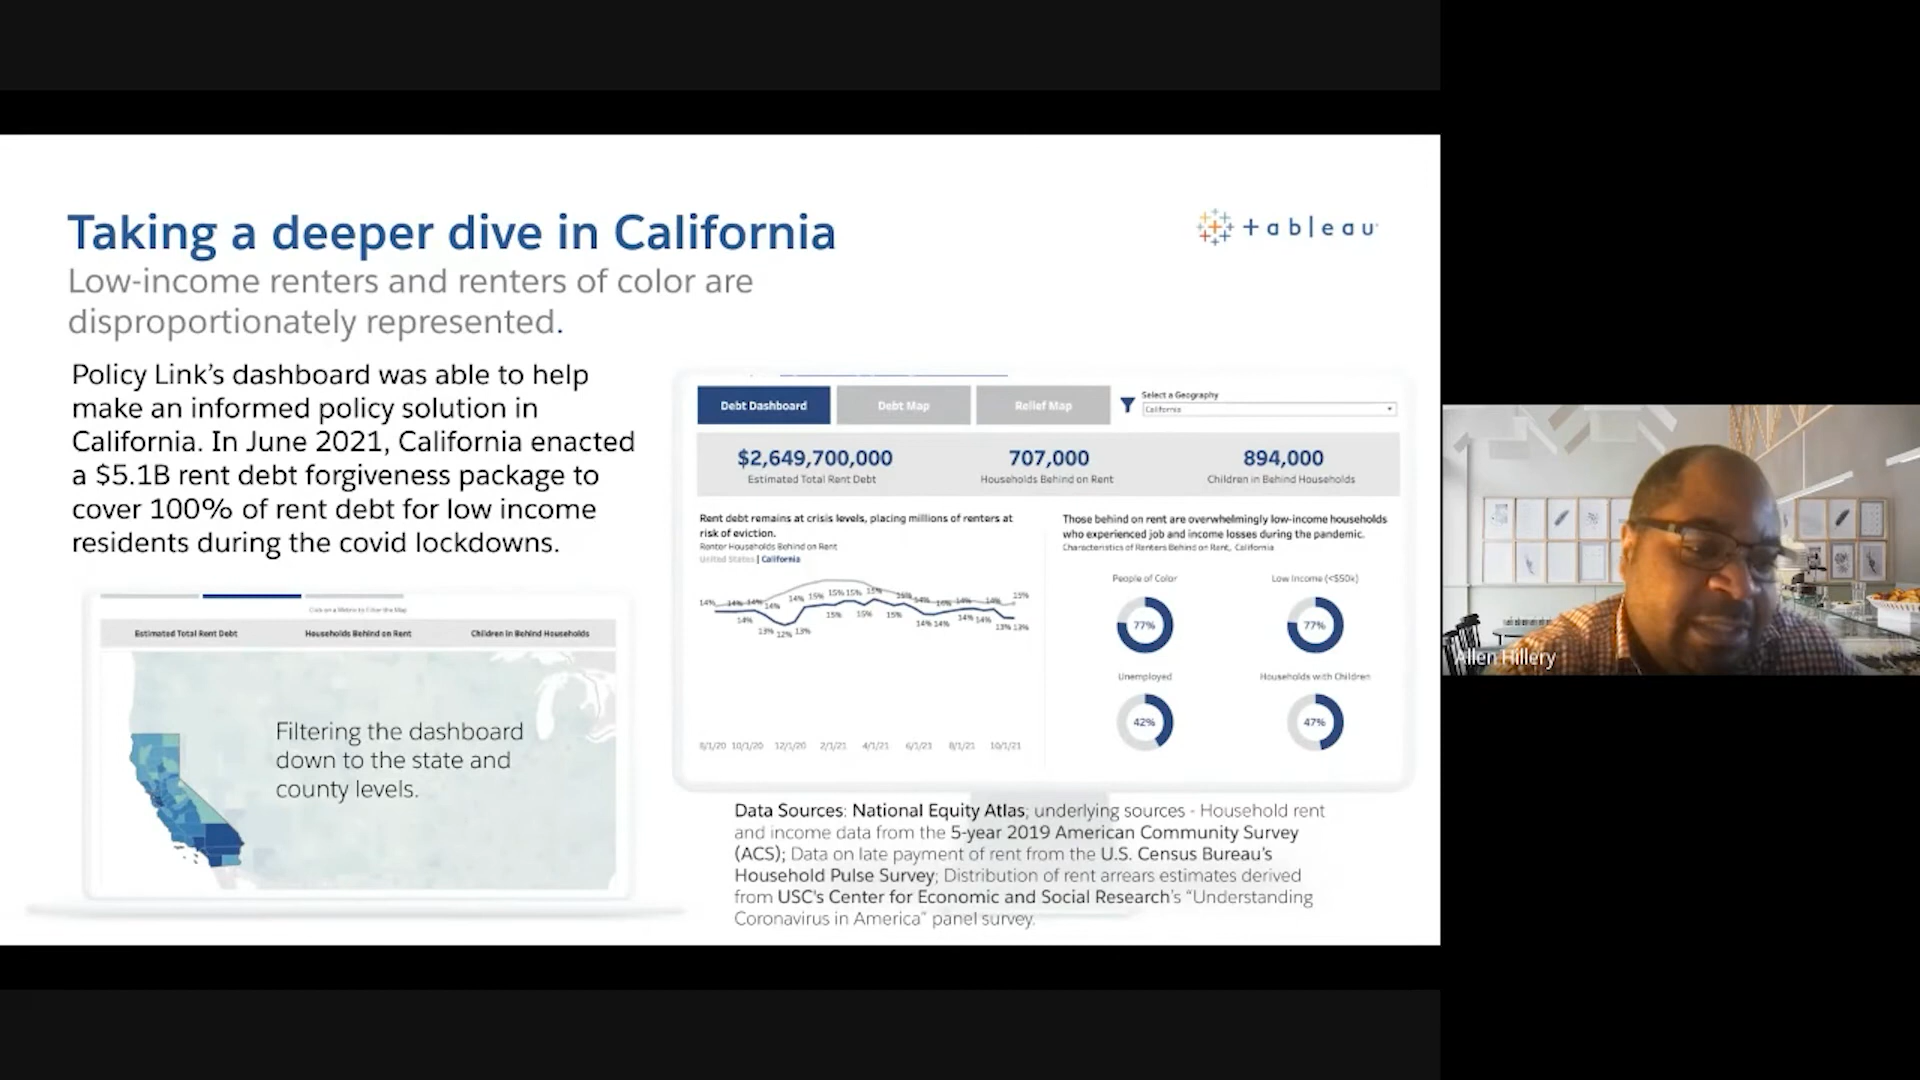 Taking a deeper dive in California
Low-income renters and renters of color are
disproportionately represented.
+ableau
Policy Link's dashboard was able to help
make an informed policy solution in
California. In June 2021, California enacted
a $5.1B rent debt forgiveness package to
cover 100% of rent debt for low income
residents during the covid lockdowns.
Click on a Metric to Filter the Map
Estimated Total Rent Debt Households Behind on Rent Children in Behind Households
Filtering the dashboard
down to the state and
county levels.
Debt Dashboard Debt Map Relief Map
Select a Geography
California
$2,649,700,000 707,000 894,000
Estimated Total Rent Debt Households Behind on Rent Children in Behind Households
Rent debt remains at crisis levels, placing millions of renters at
risk of eviction.
Renter Households Behind on Rent
United States | California
14% 14% 14% 14% 15% 15% 15% 15% 15% 14% 14% 14% 14% 15%
14% 13% 12% 13% 15% 15% 15% 14% 14% 14% 14% 13% 13%
8/1/20 10/1/20 12/1/20 2/1/21 4/1/21 6/1/21 8/1/21 10/1/21
Those behind on rent are overwhelmingly low-income households
who experienced job and income losses during the pandemic.
Characteristics of Renters Behind on Rent, California
People of Color Low Income (<$50k)
77% 77%
Unemployed Households with Children
42% 47%
Data Sources: National Equity Atlas; underlying sources - Household rent
and income data from the 5-year 2019 American Community Survey
(ACS); Data on late payment of rent from the U.S. Census Bureau's
Household Pulse Survey; Distribution of rent arrears estimates derived
from USC's Center for Economic and Social Research's "Understanding
Coronavirus in America" panel survey.
Allen Hillery